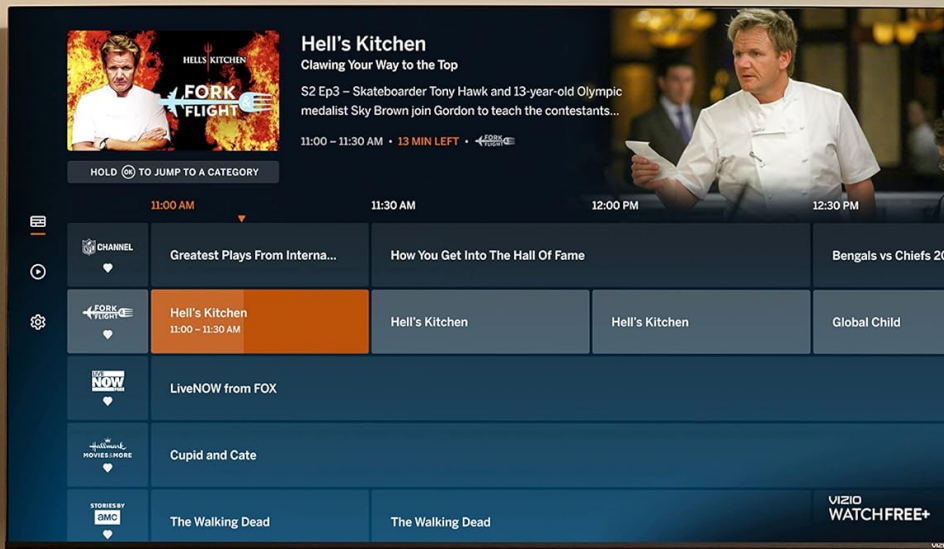 HELL'S KITCHEN
FORK
& FLIGHT
Hell's Kitchen
Clawing Your Way to the Top
S2 Ep3 – Skateboarder Tony Hawk and 13-year-old Olympic
medalist Sky Brown join Gordon to teach the contestants...
11:00 – 11:30 AM • 13 MIN LEFT • FORK FLIGHT
HOLD OK TO JUMP TO A CATEGORY
11:00 AM 11:30 AM 12:00 PM 12:30 PM
NFL CHANNEL Greatest Plays From Interna... How You Get Into The Hall Of Fame Bengals vs Chiefs 20
FORK FLIGHT Hell's Kitchen Hell's Kitchen Hell's Kitchen Global Child
11:00 – 11:30 AM
LIVE NOW LiveNOW from FOX
Hallmark
MOVIES & MORE Cupid and Cate
STORIES BY
aMC The Walking Dead The Walking Dead
VIZIO
WATCHFREE+